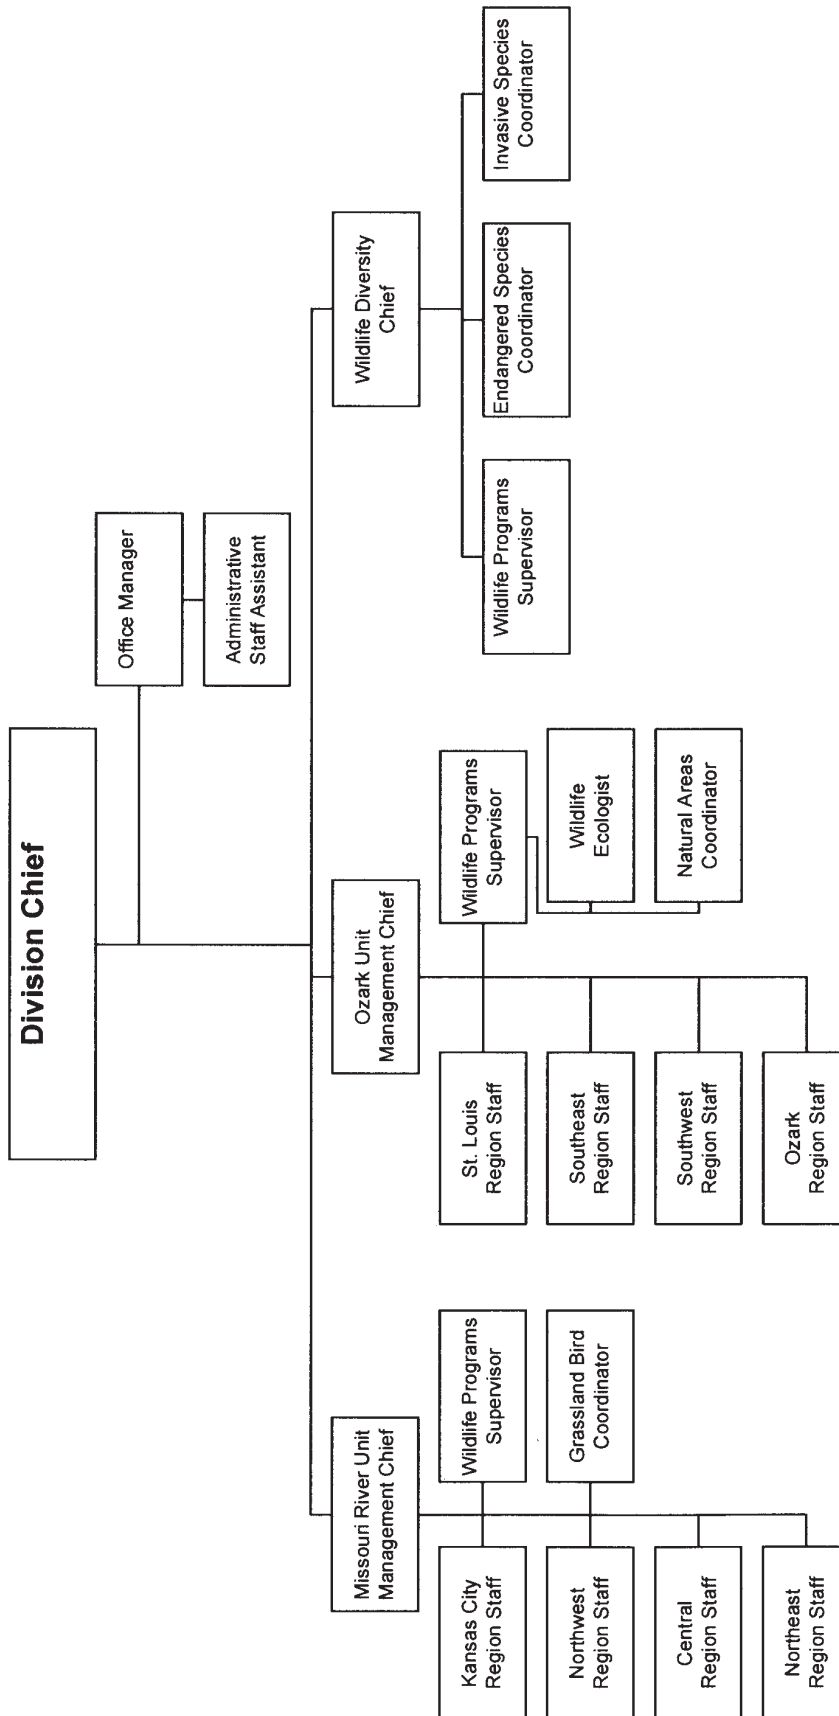 Division Chief
Office Manager
Administrative
Staff Assistant
Missouri River Unit
Management Chief
Ozark Unit
Management Chief
Wildlife Diversity
Chief
Kansas City
Region Staff
Wildlife Programs
Supervisor
Northwest
Region Staff
Grassland Bird
Coordinator
Central
Region Staff
Northeast
Region Staff
St. Louis
Region Staff
Wildlife Programs
Supervisor
Southeast
Region Staff
Wildlife
Ecologist
Southwest
Region Staff
Natural Areas
Coordinator
Ozark
Region Staff
Wildlife Programs
Supervisor
Endangered Species
Coordinator
Invasive Species
Coordinator